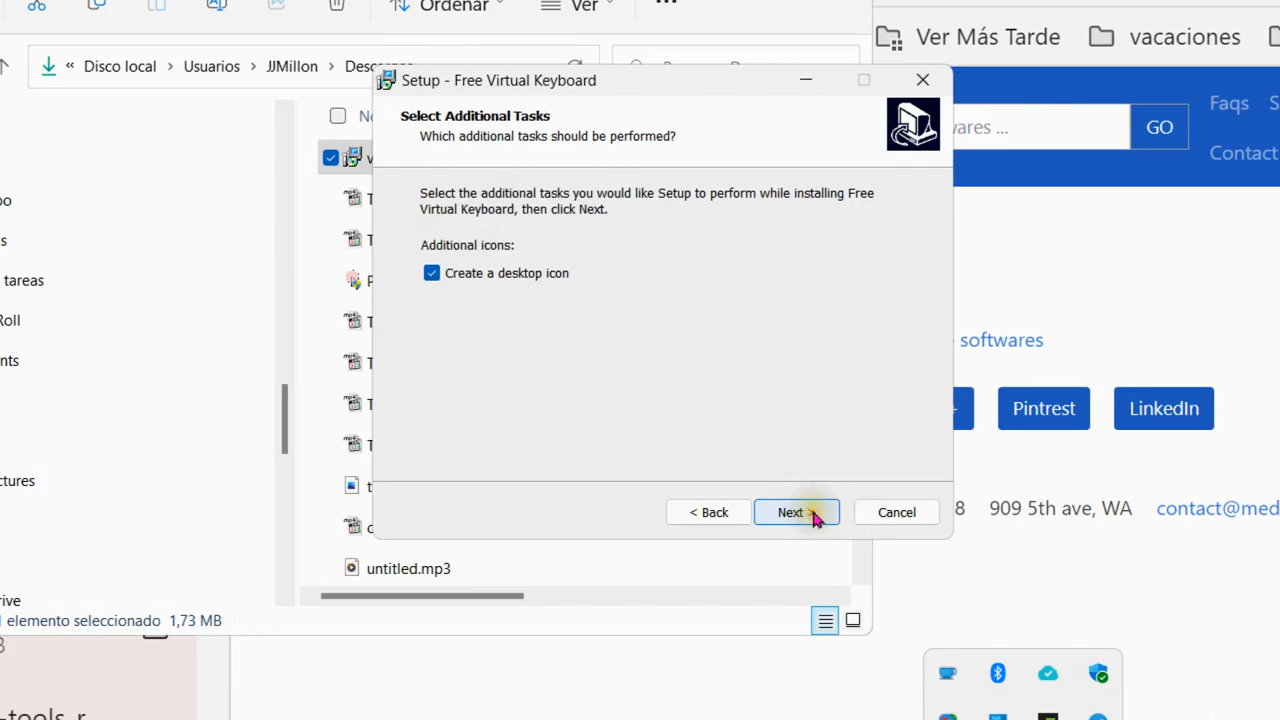 Ordenar
Ver
Ver Más Tarde
vacaciones
« Disco local > Usuarios > JJMillon >
Setup - Free Virtual Keyboard
Select Additional Tasks
Which additional tasks should be performed?
Faqs
GO
Contact
Select the additional tasks you would like Setup to perform while installing Free
Virtual Keyboard, then click Next.
Additional icons:
Create a desktop icon
tareas
softwares
Pintrest
LinkedIn
< Back
Next >
Cancel
8
909 5th ave, WA
contact@med
untitled.mp3
elemento seleccionado
1,73 MB